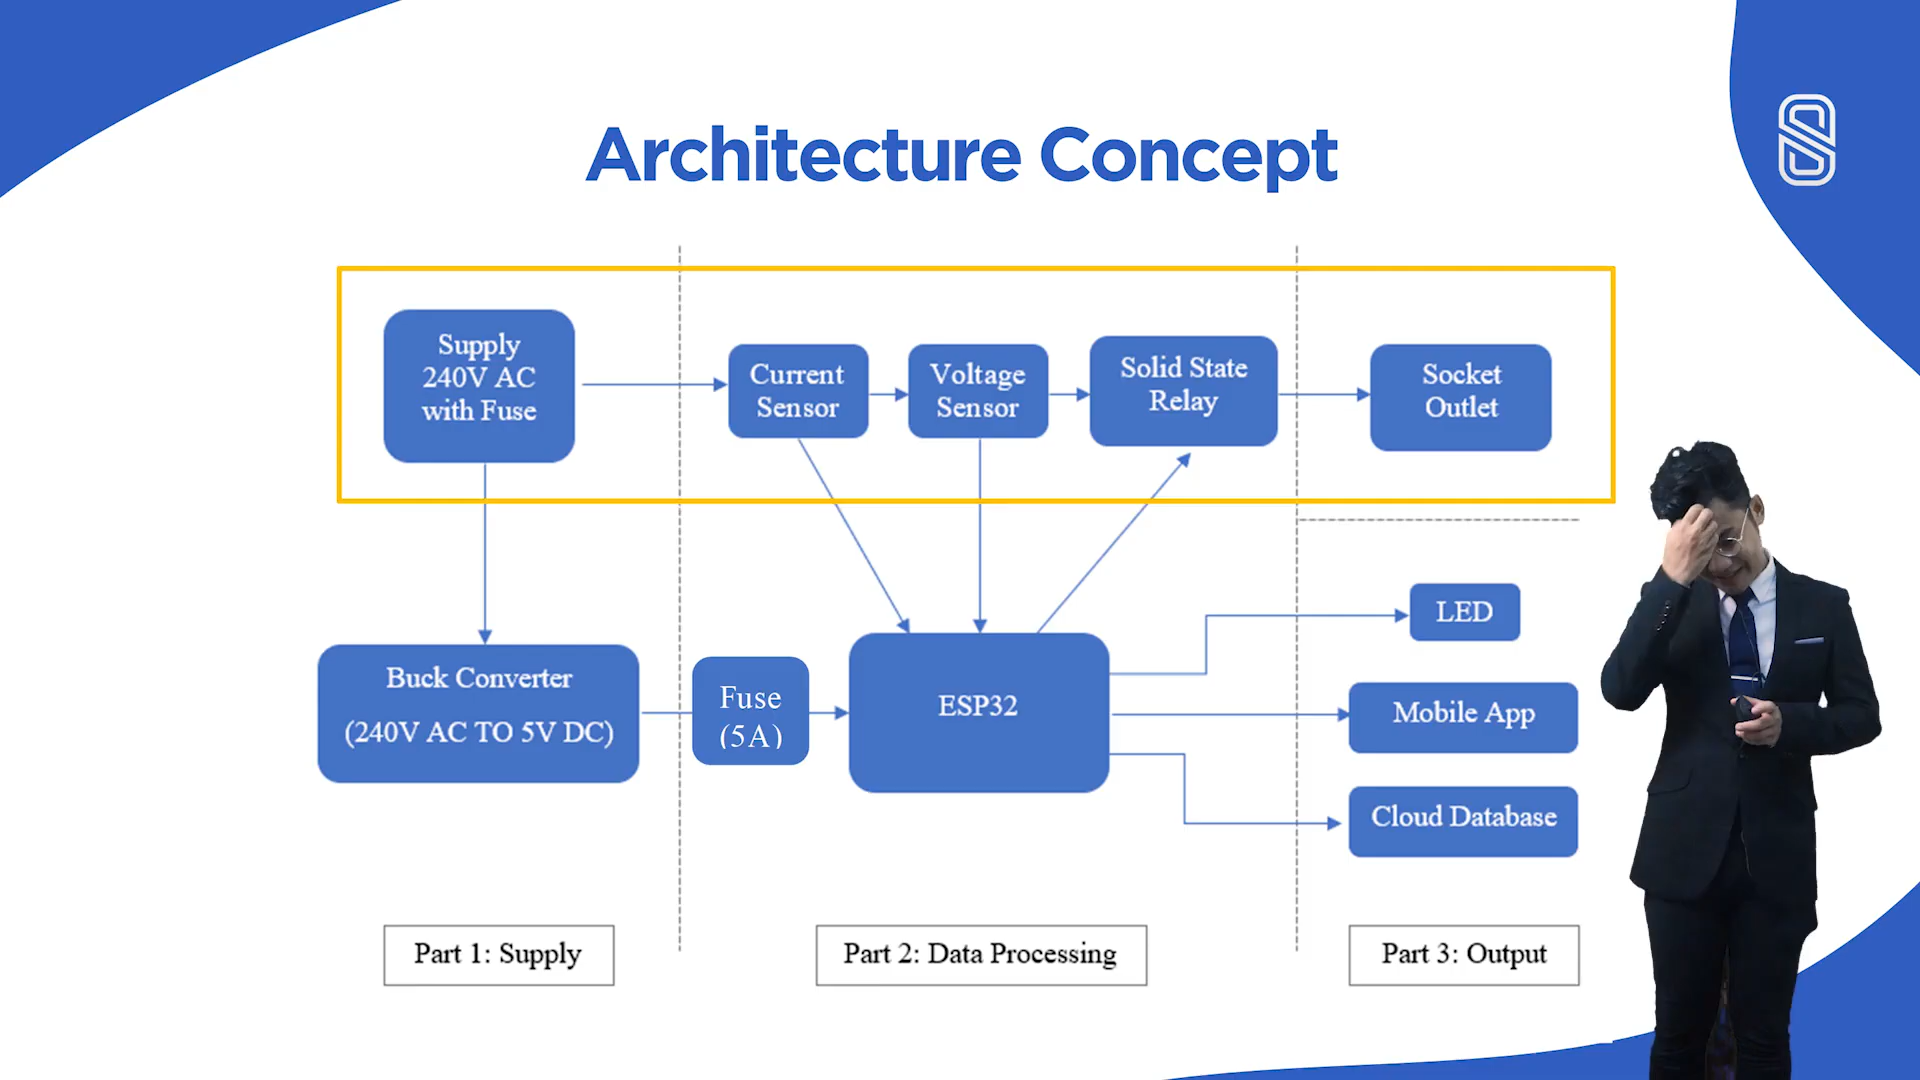 Architecture Concept
Supply
240V AC
with Fuse
Current
Sensor
Voltage
Sensor
Solid State
Relay
Socket
Outlet
Buck Converter
(240V AC TO 5V DC)
Fuse
(5A)
ESP32
LED
Mobile App
Cloud Database
Part 1: Supply
Part 2: Data Processing
Part 3: Output